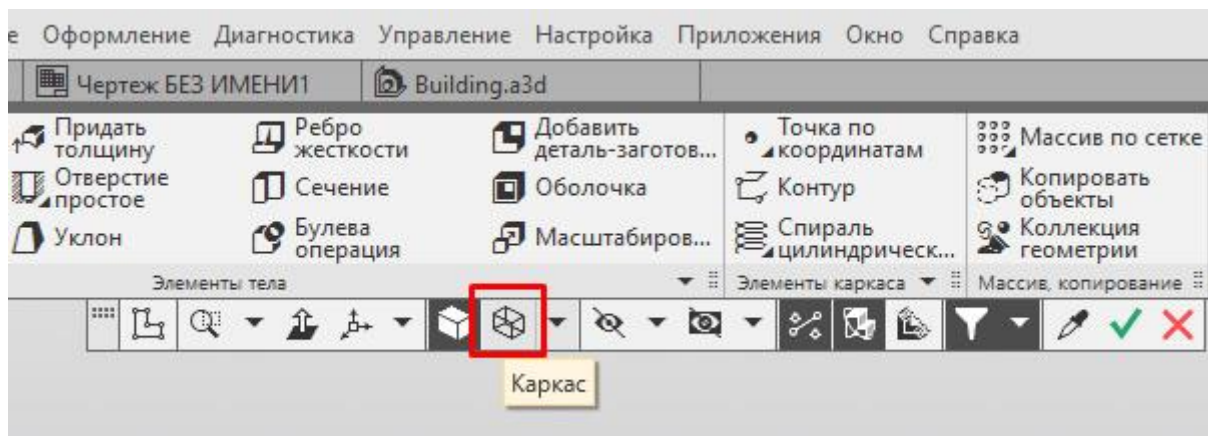 е Оформление Диагностика Управление Настройка Приложения Окно Справка
Чертеж БЕЗ ИМЕНИ1 Building.a3d
Придать толщину
Ребро жесткости
Добавить деталь-заготов...
Точка по координатам
Массив по сетке
Отверстие простое
Сечение
Оболочка
Контур
Копировать объекты
Уклон
Булева операция
Масштабиров...
Спираль цилиндрическ...
Коллекция геометрии
Элементы тела
Элементы каркаса
Массив, копирование
Каркас